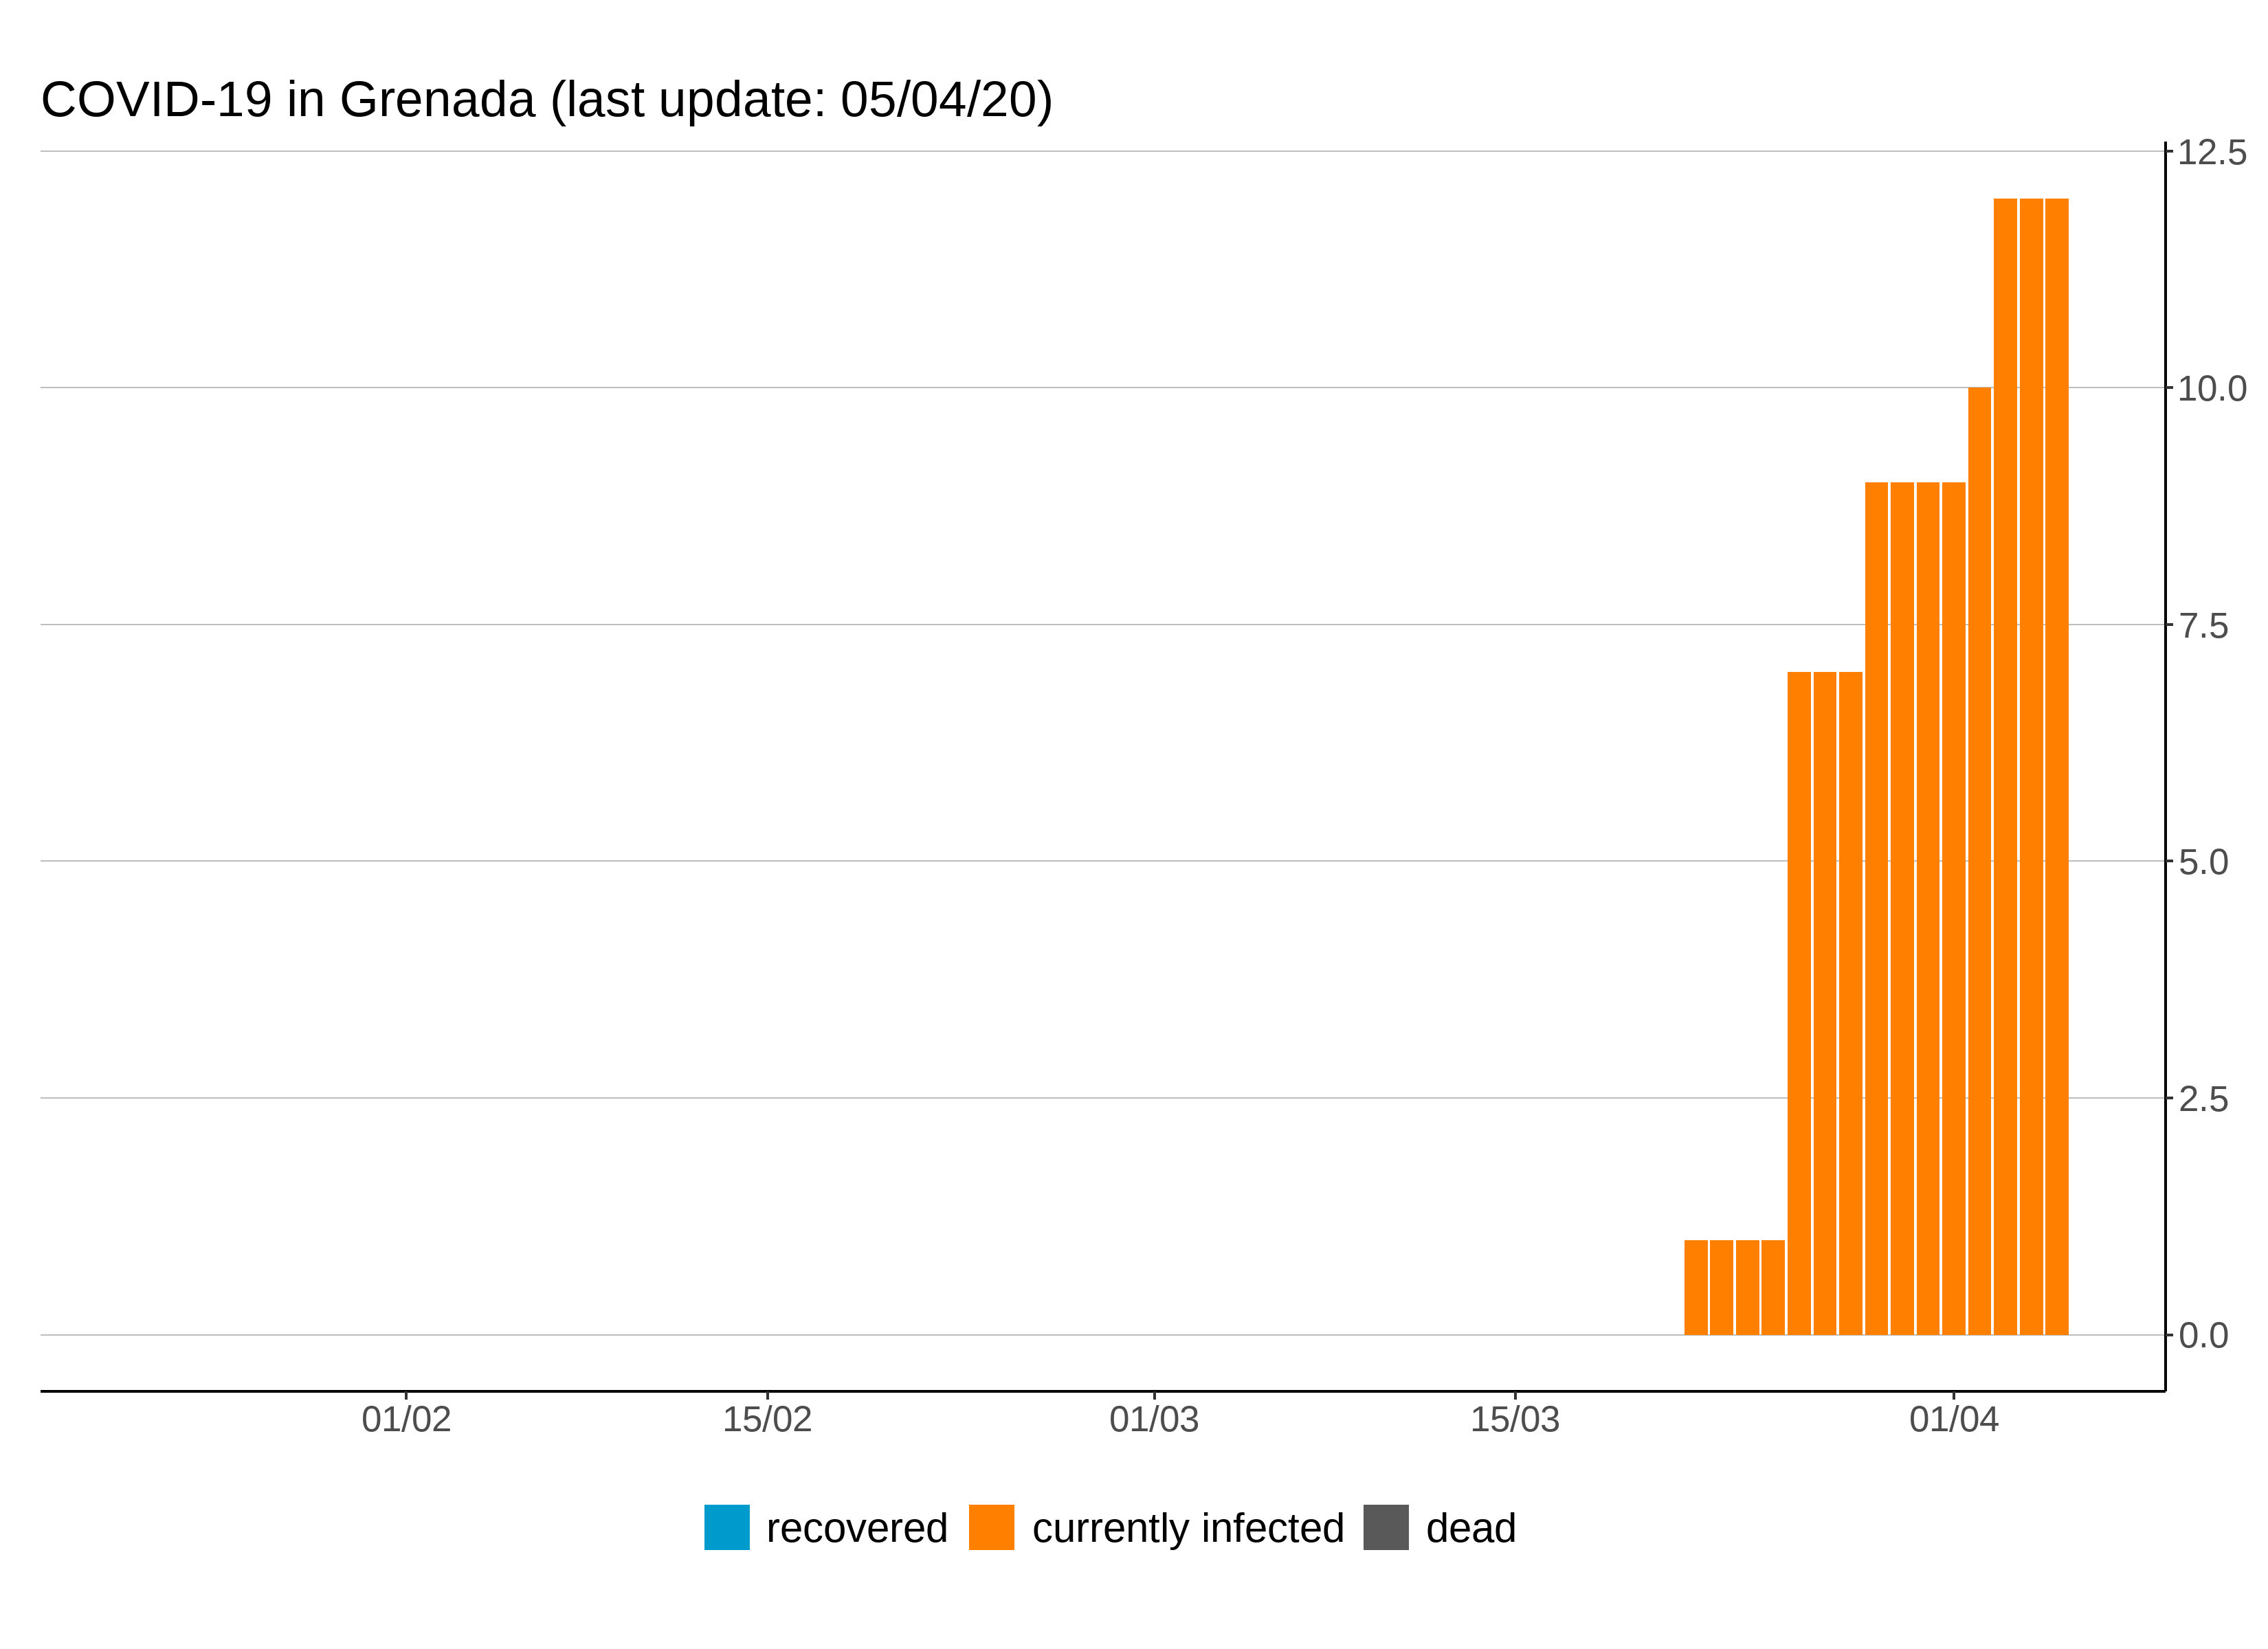 COVID-19 in Grenada (last update: 05/04/20)
12.5
10.0
7.5
5.0
2.5
0.0
01/02 15/02 01/03 15/03 01/04
recovered currently infected dead